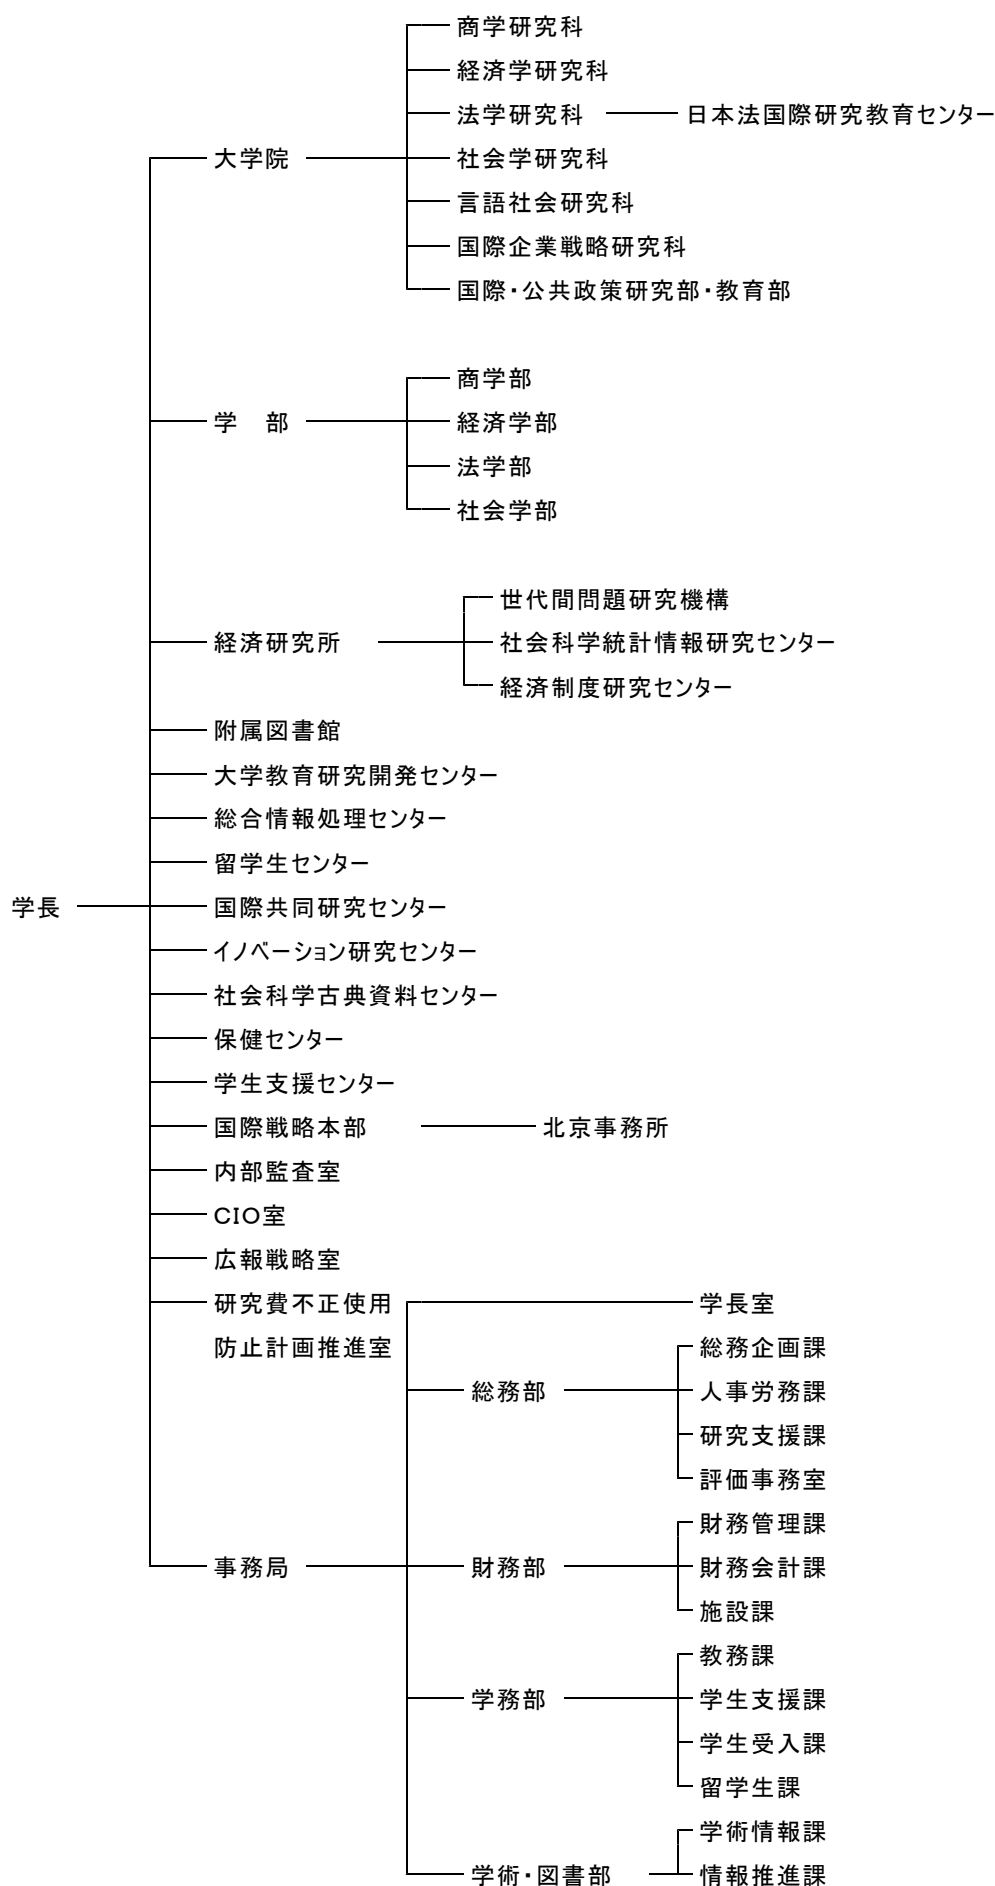 商学研究科
経済学研究科
法学研究科 日本法国際研究教育センター
大学院 社会学研究科
言語社会研究科
国際企業戦略研究科
国際・公共政策研究部・教育部
商学部
学　部 経済学部
法学部
社会学部
世代間問題研究機構
経済研究所 社会科学統計情報研究センター
経済制度研究センター
附属図書館
大学教育研究開発センター
総合情報処理センター
留学生センター
学長 国際共同研究センター
イノベーション研究センター
社会科学古典資料センター
保健センター
学生支援センター
国際戦略本部 北京事務所
内部監査室
CIO室
広報戦略室
研究費不正使用 学長室
防止計画推進室 総務企画課
総務部 人事労務課
研究支援課
評価事務室
財務管理課
事務局 財務部 財務会計課
施設課
教務課
学務部 学生支援課
学生受入課
留学生課
学術情報課
学術・図書部 情報推進課